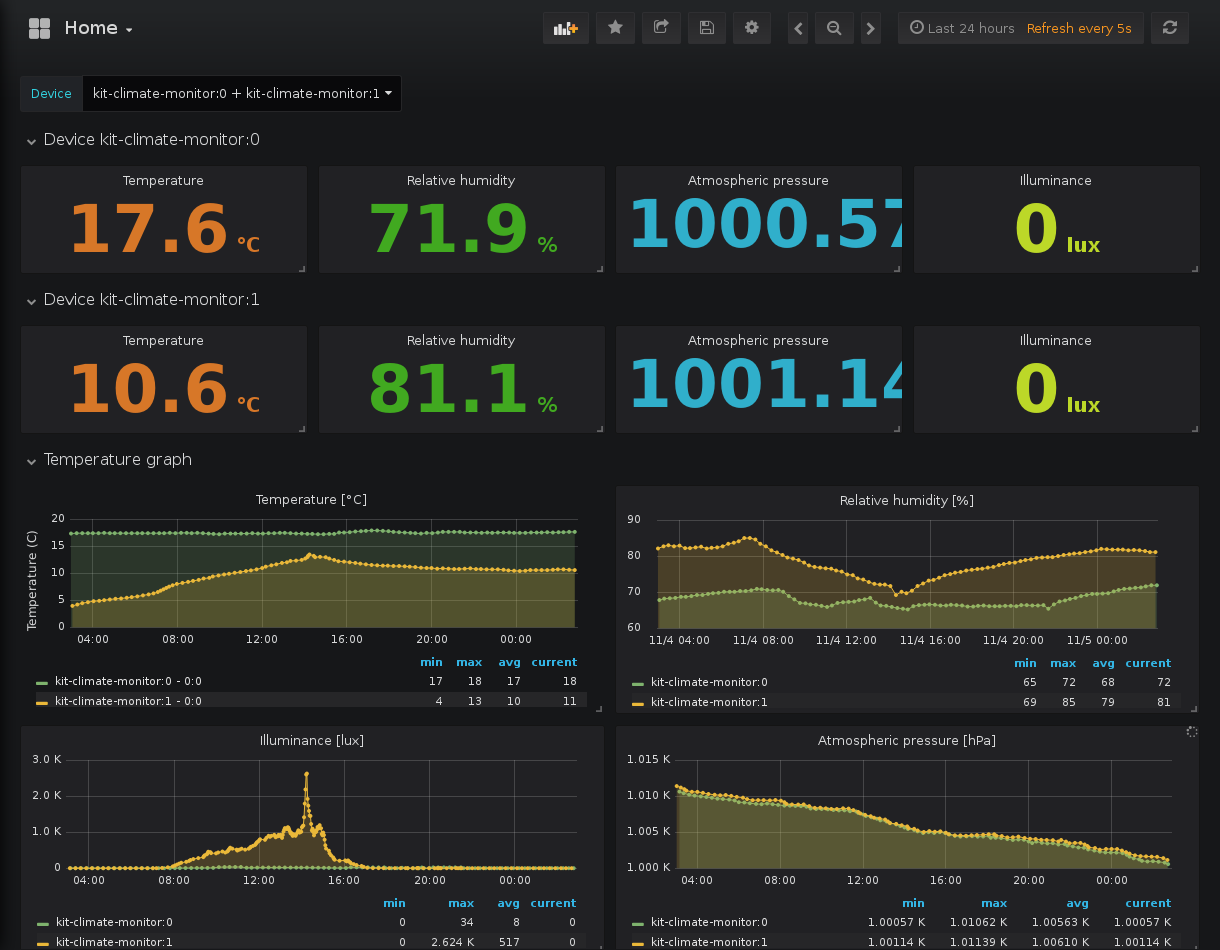 Home
Last 24 hours Refresh every 5s
Device kit-climate-monitor:0 + kit-climate-monitor:1
Device kit-climate-monitor:0
Temperature Relative humidity Atmospheric pressure Illuminance
17.6 °C 71.9 % 1000.57 0 lux
Device kit-climate-monitor:1
Temperature Relative humidity Atmospheric pressure Illuminance
10.6 °C 81.1 % 1001.14 0 lux
Temperature graph
Temperature [°C]
Temperature (C)
20
15
10
5
0
04:00 08:00 12:00 16:00 20:00 00:00
min max avg current
kit-climate-monitor:0 - 0:0 17 18 17 18
kit-climate-monitor:1 - 0:0 4 13 10 11
Relative humidity [%]
90
80
70
60
11/4 04:00 11/4 08:00 11/4 12:00 11/4 16:00 11/4 20:00 11/5 00:00
min max avg current
kit-climate-monitor:0 65 72 68 72
kit-climate-monitor:1 69 85 79 81
Illuminance [lux]
3.0 K
2.0 K
1.0 K
0
04:00 08:00 12:00 16:00 20:00 00:00
min max avg current
kit-climate-monitor:0 0 34 8 0
kit-climate-monitor:1 0 2.624 K 517 0
Atmospheric pressure [hPa]
1.015 K
1.010 K
1.005 K
1.000 K
04:00 08:00 12:00 16:00 20:00 00:00
min max avg current
kit-climate-monitor:0 1.00057 K 1.01062 K 1.00563 K 1.00057 K
kit-climate-monitor:1 1.00114 K 1.01139 K 1.00610 K 1.00114 K